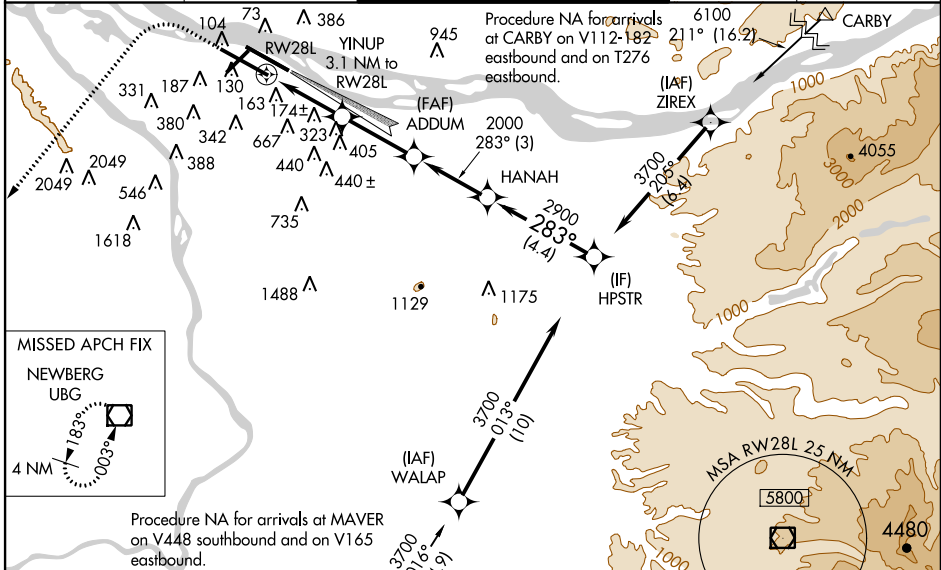 104
73
386
RW28L
YINUP
3.1 NM to
RW28L
945
Procedure NA for arrivals
at CARBY on V112-182
eastbound and on T276
eastbound.
6100
211° (16.2)
CARBY
1000
(IAF)
ZIREX
331
187
130
163
174±
380
342
667
323
405
(FAF)
ADDUM
2000
283° (3)
388
440
440 ±
HANAH
3700
205°
(6.4)
4055
3000
2000
2049
2049
546
1618
735
2900
283°
(4.4)
(IF)
HPSTR
1488
1129
1175
1000
MISSED APCH FIX
NEWBERG
UBG
183°
003°
4 NM
3700
013°
(10)
(IAF)
WALAP
MSA RW28L 25 NM
5800
4480
1000
Procedure NA for arrivals at MAVER
on V448 southbound and on V165
eastbound.
3700
016°